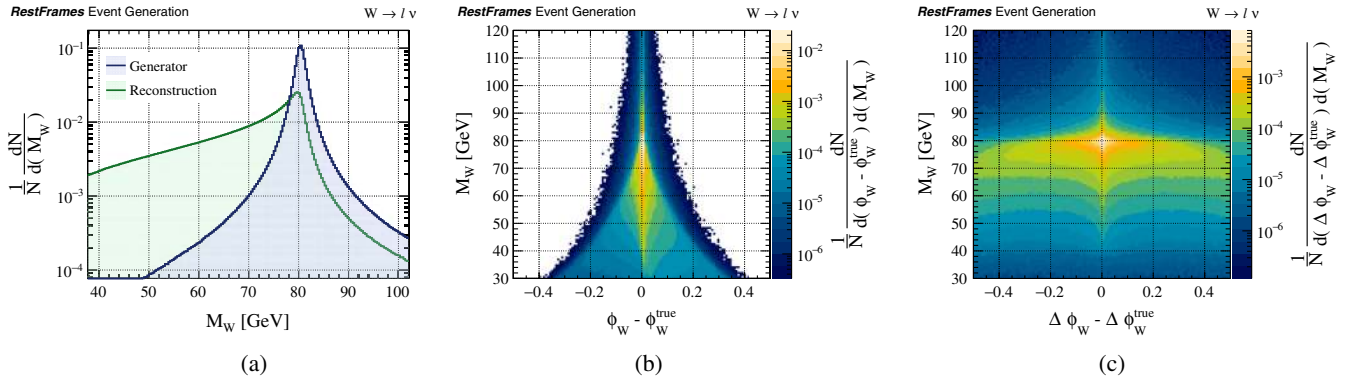 RestFrames Event Generation W → l ν
Generator
Reconstruction
10⁻¹
10⁻²
10⁻³
10⁻⁴
1/N dN / d( M_W )
40 50 60 70 80 90 100
M_W [GeV]
(a)
RestFrames Event Generation W → l ν
120
110
100
90
80
70
60
50
40
30
M_W [GeV]
−0.4 −0.2 0 0.2 0.4
ϕ_W - ϕ_W^true
10⁻²
10⁻³
10⁻⁴
10⁻⁵
10⁻⁶
1/N dN / d( ϕ_W - ϕ_W^true ) d( M_W )
(b)
RestFrames Event Generation W → l ν
120
110
100
90
80
70
60
50
40
30
M_W [GeV]
−0.4 −0.2 0 0.2 0.4
Δ ϕ_W - Δ ϕ_W^true
10⁻³
10⁻⁴
10⁻⁵
10⁻⁶
1/N dN / d( Δ ϕ_W - Δ ϕ_W^true ) d( M_W )
(c)